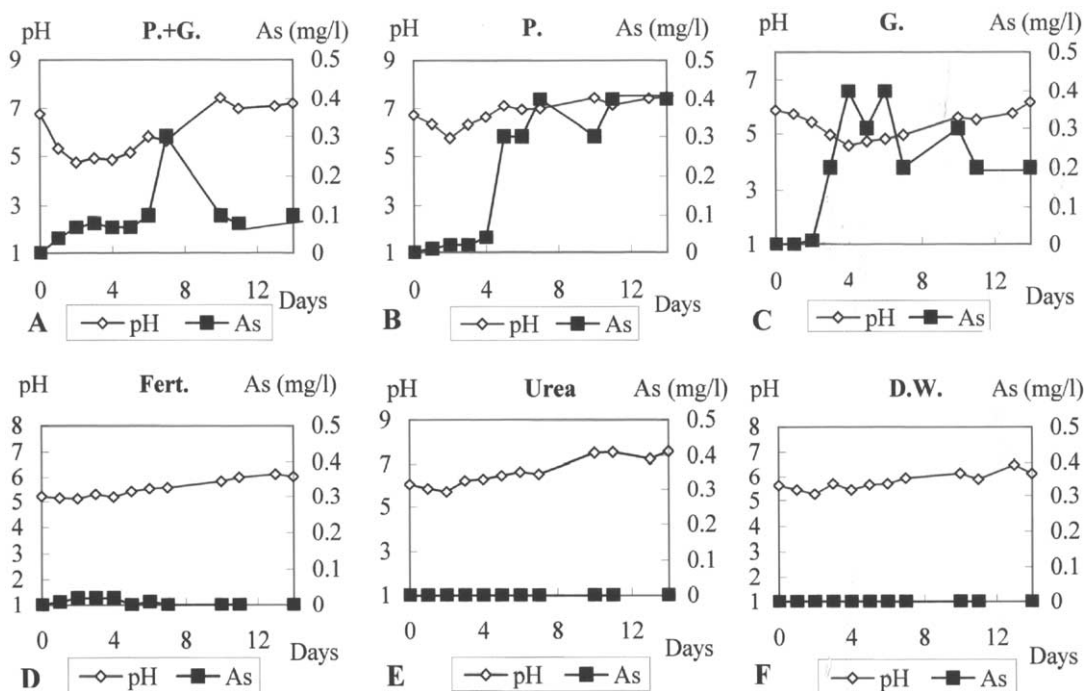 pH P.+G. As (mg/l)
9 0.5
7 0.4
0.3
5
0.2
3 0.1
1 0
0 4 8 12 Days
A pH As
pH P. As (mg/l)
9 0.5
7 0.4
0.3
5
0.2
3 0.1
1 0
0 4 8 12 Days
B pH As
pH G. As (mg/l)
0.5
7 0.4
5 0.3
0.2
3 0.1
1 0
0 4 8 12 Days
C pH As
pH Fert. As (mg/l)
8 0.5
7 0.4
6
5 0.3
4 0.2
3
2 0.1
1 0
0 4 8 12 Days
D pH As
pH Urea As (mg/l)
9 0.5
7 0.4
0.3
5
0.2
3 0.1
1 0
0 4 8 12 Days
E pH As
pH D.W. As (mg/l)
8 0.5
7 0.4
6
5 0.3
4 0.2
3
2 0.1
1 0
0 4 8 12 Days
F pH As